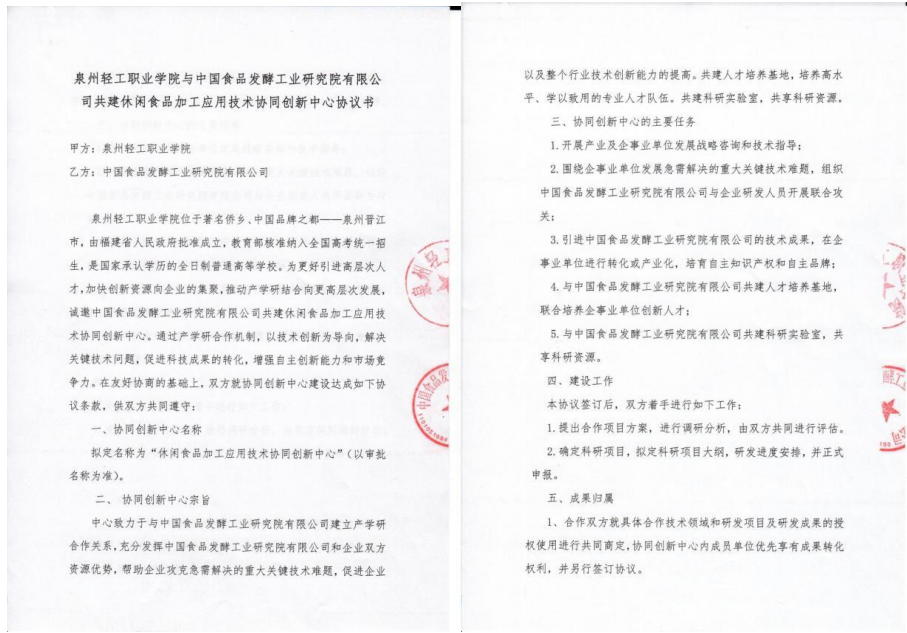 泉州轻工职业学院与中国食品发酵工业研究院有限公
司共建休闲食品加工应用技术协同创新中心协议书
甲方：泉州轻工职业学院
乙方：中国食品发酵工业研究院有限公司
泉州轻工职业学院位于著名侨乡、中国品牌之都——泉州晋江
市，由福建省人民政府批准成立，教育部核准纳入全国高考统一招
生，是国家承认学历的全日制普通高等学校。为更好引进高层次人
才，加快创新资源向企业的集聚，推动产学研结合向更高层次发展，
诚邀中国食品发酵工业研究院有限公司共建休闲食品加工应用技
术协同创新中心。通过产学研合作机制，以技术创新为导向，解决
关键技术问题，促进科技成果的转化，增强自主创新能力和市场竞
争力。在友好协商的基础上，双方就协同创新中心建设达成如下协
议条款，供双方共同遵守：
一、协同创新中心名称
拟定名称为“休闲食品加工应用技术协同创新中心”（以审批
名称为准）。
二、 协同创新中心宗旨
中心致力于与中国食品发酵工业研究院有限公司建立产学研
合作关系，充分发挥中国食品发酵工业研究院有限公司和企业双方
资源优势，帮助企业攻克急需解决的重大关键技术难题，促进企业
泉州轻工
中国食品发
以及整个行业技术创新能力的提高。共建人才培养基地，培养高水
平、学以致用的专业人才队伍。共建科研实验室，共享科研资源。
三、协同创新中心的主要任务
1.开展产业及企事业单位发展战略咨询和技术指导；
2.围绕企事业单位发展急需解决的重大关键技术难题，组织
中国食品发酵工业研究院有限公司与企业研发人员开展联合攻
关；
3.引进中国食品发酵工业研究院有限公司的技术成果，在企
事业单位进行转化或产业化，培育自主知识产权和自主品牌；
4.与中国食品发酵工业研究院有限公司共建人才培养基地，
联合培养企事业单位创新人才；
5.与中国食品发酵工业研究院有限公司共建科研实验室，共
享科研资源。
四、建设工作
本协议签订后，双方着手进行如下工作：
1.提出合作项目方案，进行调研分析，由双方共同进行评估。
2.确定科研项目，拟定科研项目大纲，研发进度安排，并正式
申报。
五、成果归属
1、合作双方就具体合作技术领域和研发项目及研发成果的授
权使用进行共同商定，协同创新中心内成员单位优先享有成果转化
权利，并另行签订协议。